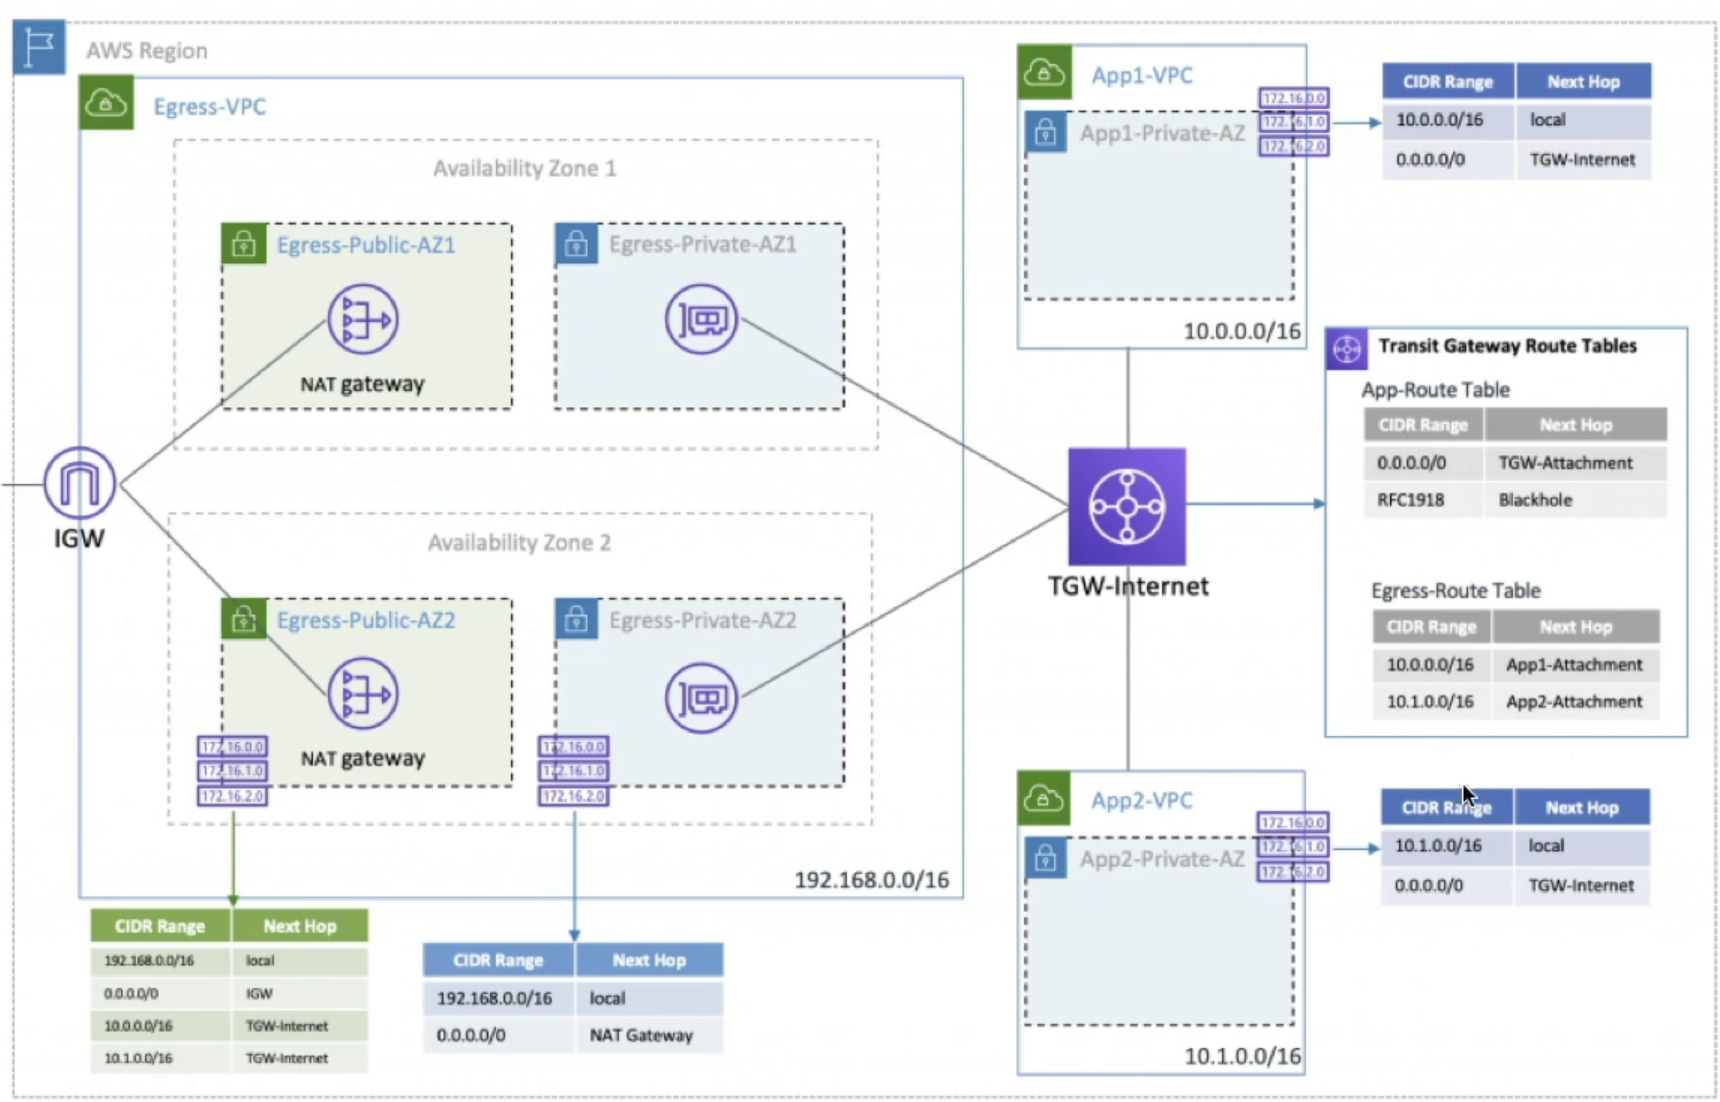 AWS Region
Egress-VPC
Availability Zone 1
Egress-Public-AZ1
NAT gateway
Egress-Private-AZ1
IGW
Availability Zone 2
Egress-Public-AZ2
NAT gateway
172.16.0.0
172.16.1.0
172.16.2.0
Egress-Private-AZ2
172.16.0.0
172.16.1.0
172.16.2.0
192.168.0.0/16
CIDR Range Next Hop
192.168.0.0/16 local
0.0.0.0/0 IGW
10.0.0.0/16 TGW-Internet
10.1.0.0/16 TGW-Internet
CIDR Range Next Hop
192.168.0.0/16 local
0.0.0.0/0 NAT Gateway
App1-VPC
App1-Private-AZ
172.16.0.0
172.16.1.0
172.16.2.0
10.0.0.0/16
CIDR Range Next Hop
10.0.0.0/16 local
0.0.0.0/0 TGW-Internet
TGW-Internet
Transit Gateway Route Tables
App-Route Table
CIDR Range Next Hop
0.0.0.0/0 TGW-Attachment
RFC1918 Blackhole
Egress-Route Table
CIDR Range Next Hop
10.0.0.0/16 App1-Attachment
10.1.0.0/16 App2-Attachment
App2-VPC
App2-Private-AZ
172.16.0.0
172.16.1.0
172.16.2.0
10.1.0.0/16
CIDR Range Next Hop
10.1.0.0/16 local
0.0.0.0/0 TGW-Internet